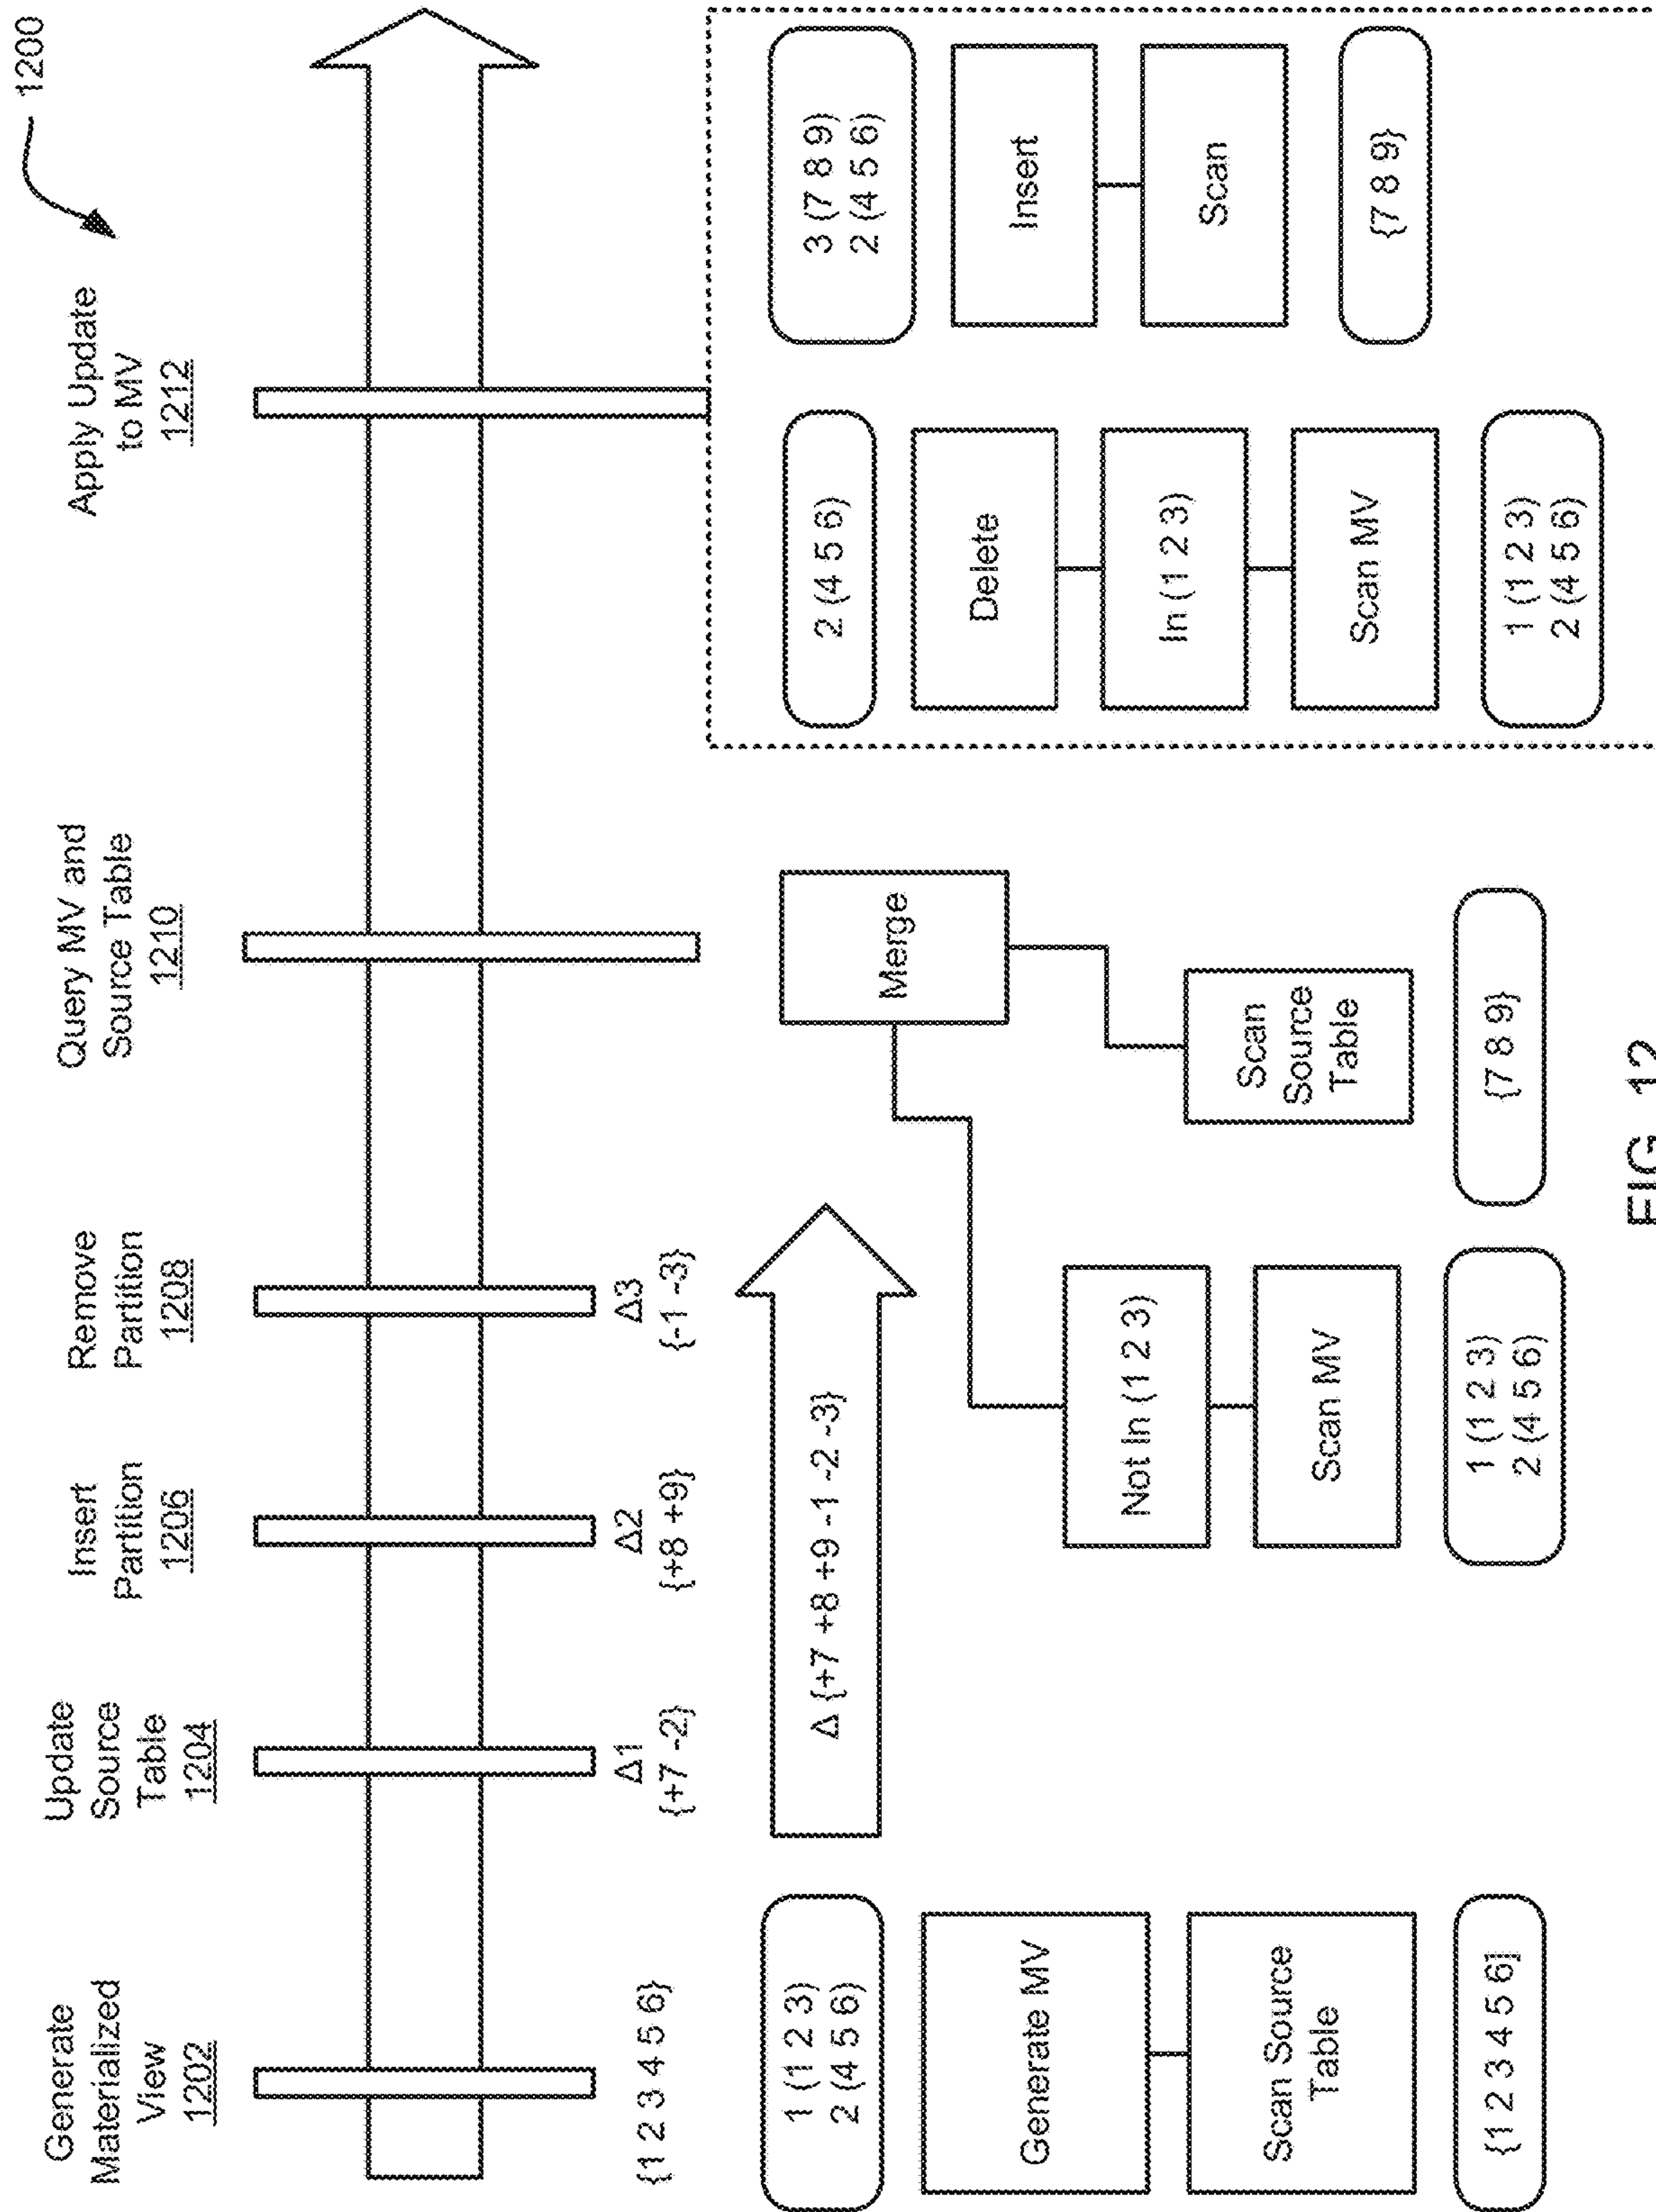 1200
Generate
Materialized
View
1202
Update
Source
Table
1204
Insert
Partition
1206
Remove
Partition
1208
Query MV and
Source Table
1210
Apply Update
to MV
1212
{1 2 3 4 5 6}
Δ1
{+7 -2}
Δ2
{+8 +9}
Δ3
{-1 -3}
1 (1 2 3)
2 (4 5 6)
Generate MV
Scan Source
Table
{1 2 3 4 5 6]
Δ {+7 +8 +9 -1 -2 -3}
Merge
Not In (1 2 3)
Scan MV
1 (1 2 3)
2 (4 5 6)
Scan
Source
Table
{7 8 9}
2 (4 5 6)
Delete
In (1 2 3)
Scan MV
1 (1 2 3)
2 (4 5 6)
3 (7 8 9)
2 (4 5 6)
Insert
Scan
{7 8 9}
FIG. 12